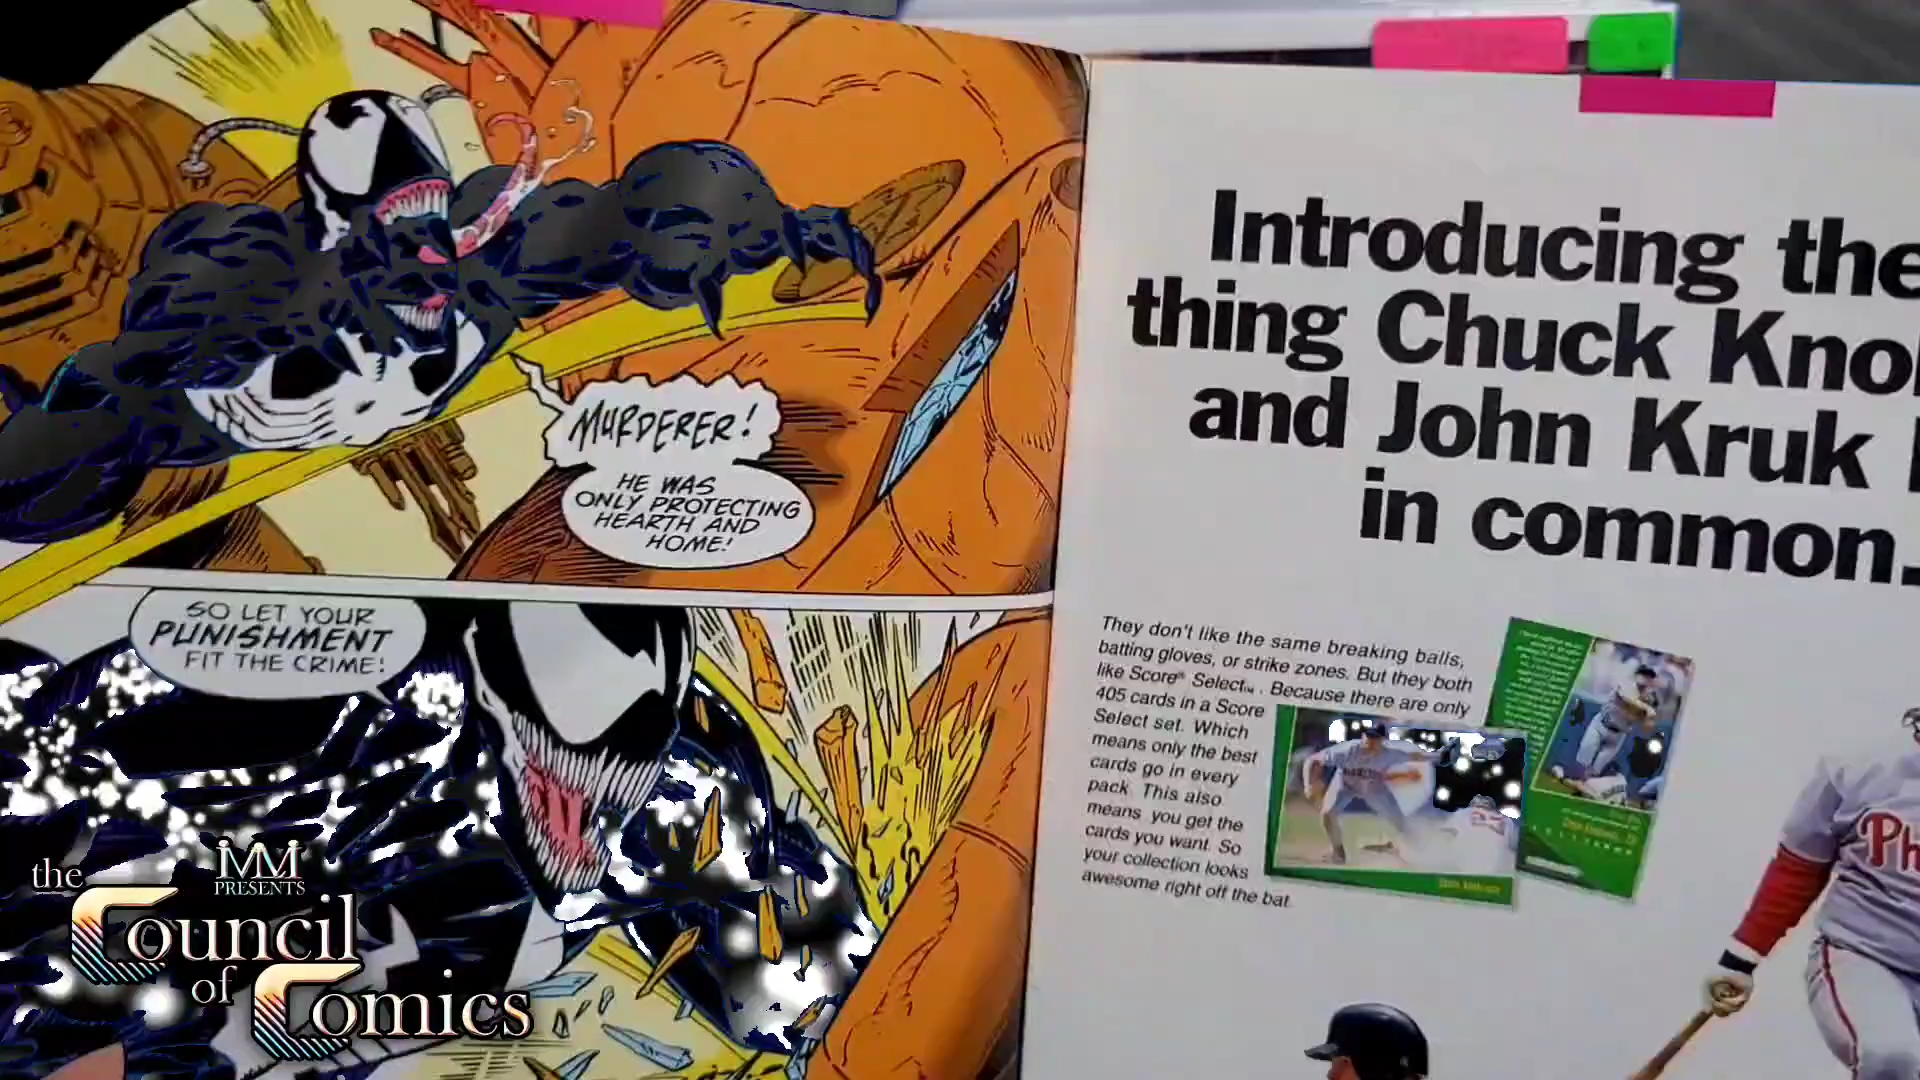 MURDERER!
HE WAS
ONLY PROTECTING
HEARTH AND
HOME!
SO LET YOUR
PUNISHMENT
FIT THE CRIME!
Introducing the
thing Chuck
and John Kruk
in common.
They don't like the same breaking balls,
batting gloves, or strike zones. But they both
like Score® Select™. Because there are only
405 cards in a Score
Select set. Which
means only the best
cards go in every
pack. This also
means you get the
cards you want. So
your collection looks
awesome right off the bat.
iMM
PRESENTS
the
Council
of
Comics